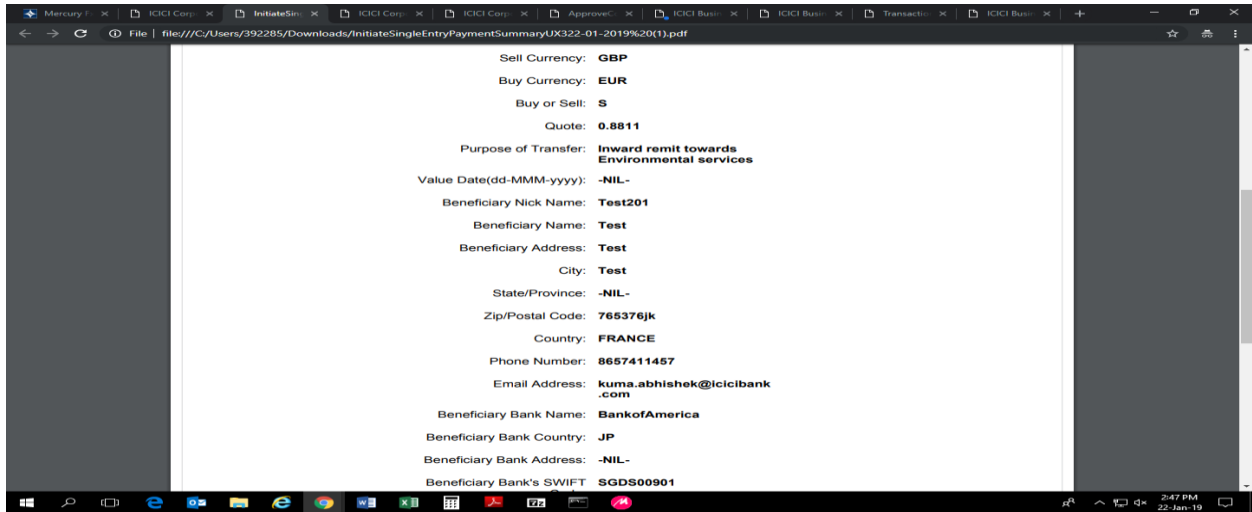 Mercury F
ICICI Corp
InitiateSin
ICICI Corp
ICICI Corp
ApproveC
ICICI Busin
ICICI Busin
Transactio
ICICI Busin
File | file:///C:/Users/392285/Downloads/InitiateSingleEntryPaymentSummaryUX322-01-2019%20(1).pdf
Sell Currency: GBP
Buy Currency: EUR
Buy or Sell: S
Quote: 0.8811
Purpose of Transfer: Inward remit towards
Environmental services
Value Date(dd-MMM-yyyy): -NIL-
Beneficiary Nick Name: Test201
Beneficiary Name: Test
Beneficiary Address: Test
City: Test
State/Province: -NIL-
Zip/Postal Code: 765376jk
Country: FRANCE
Phone Number: 8657411457
Email Address: kuma.abhishek@icicibank
.com
Beneficiary Bank Name: BankofAmerica
Beneficiary Bank Country: JP
Beneficiary Bank Address: -NIL-
Beneficiary Bank's SWIFT SGDS00901
2:47 PM
22-Jan-19